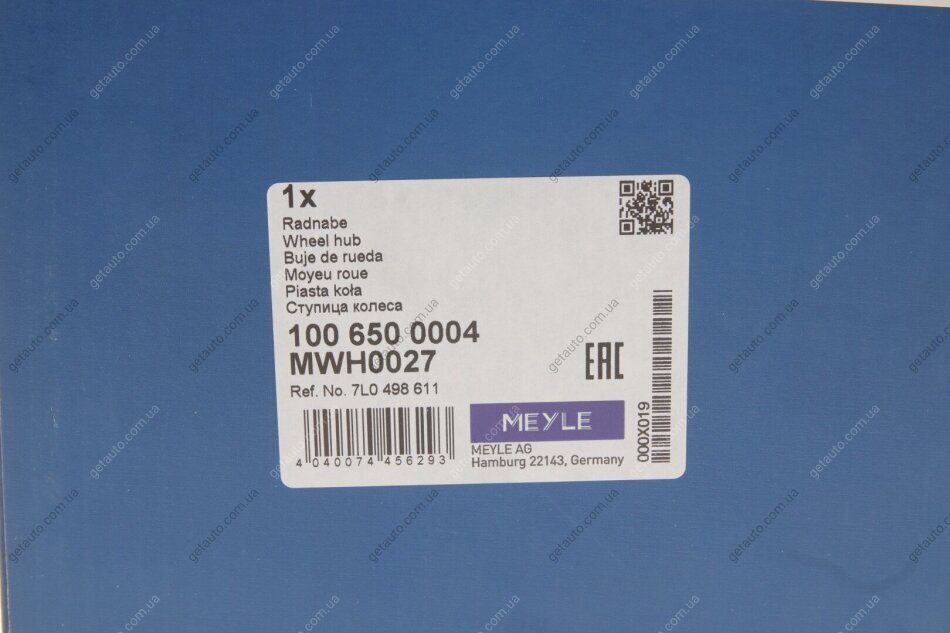 1x
Radnabe
Wheel hub
Buje de rueda
Moyeu roue
Piasta koła
Ступица колеса
100 650 0004
MWH0027
Ref. No. 7L0 498 611
4 040074 456293
EAC
MEYLE
MEYLE AG
Hamburg 22143, Germany
000X019
getauto.com.ua